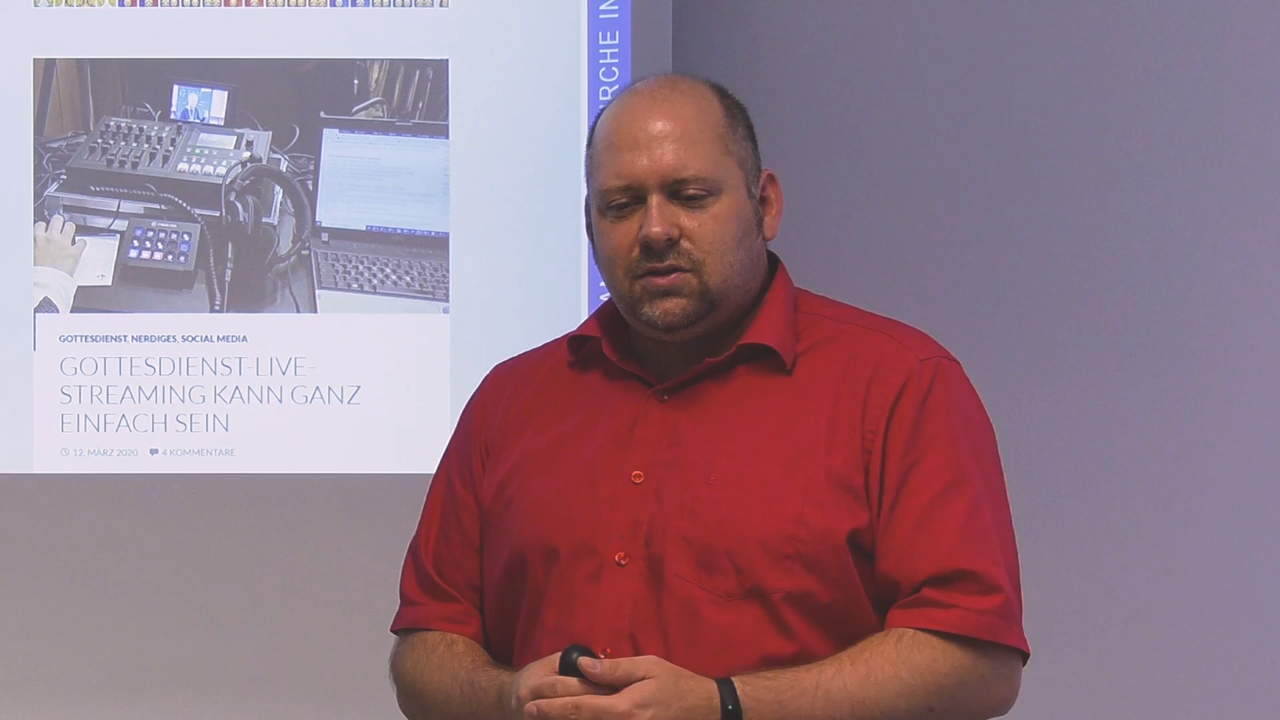 RCHE IN
GOTTESDIENST, NERDIGES, SOCIAL MEDIA
GOTTESDIENST-LIVE-
STREAMING KANN GANZ
EINFACH SEIN
12. MÄRZ 2020 4 KOMMENTARE